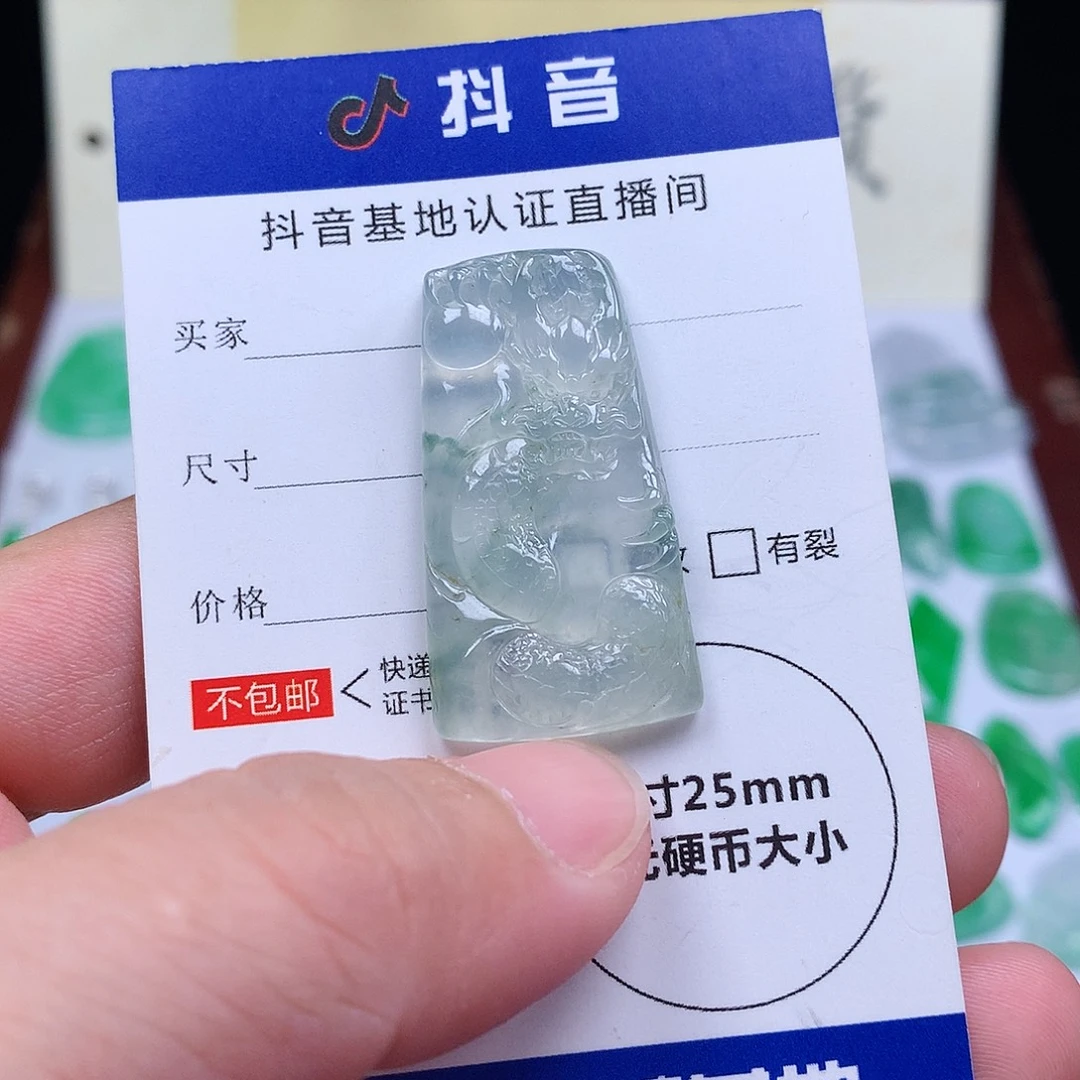 抖音
抖音基地认证直播间
买家
尺寸
有裂
价格
不包邮
快递
证书
寸25mm
硬币大小